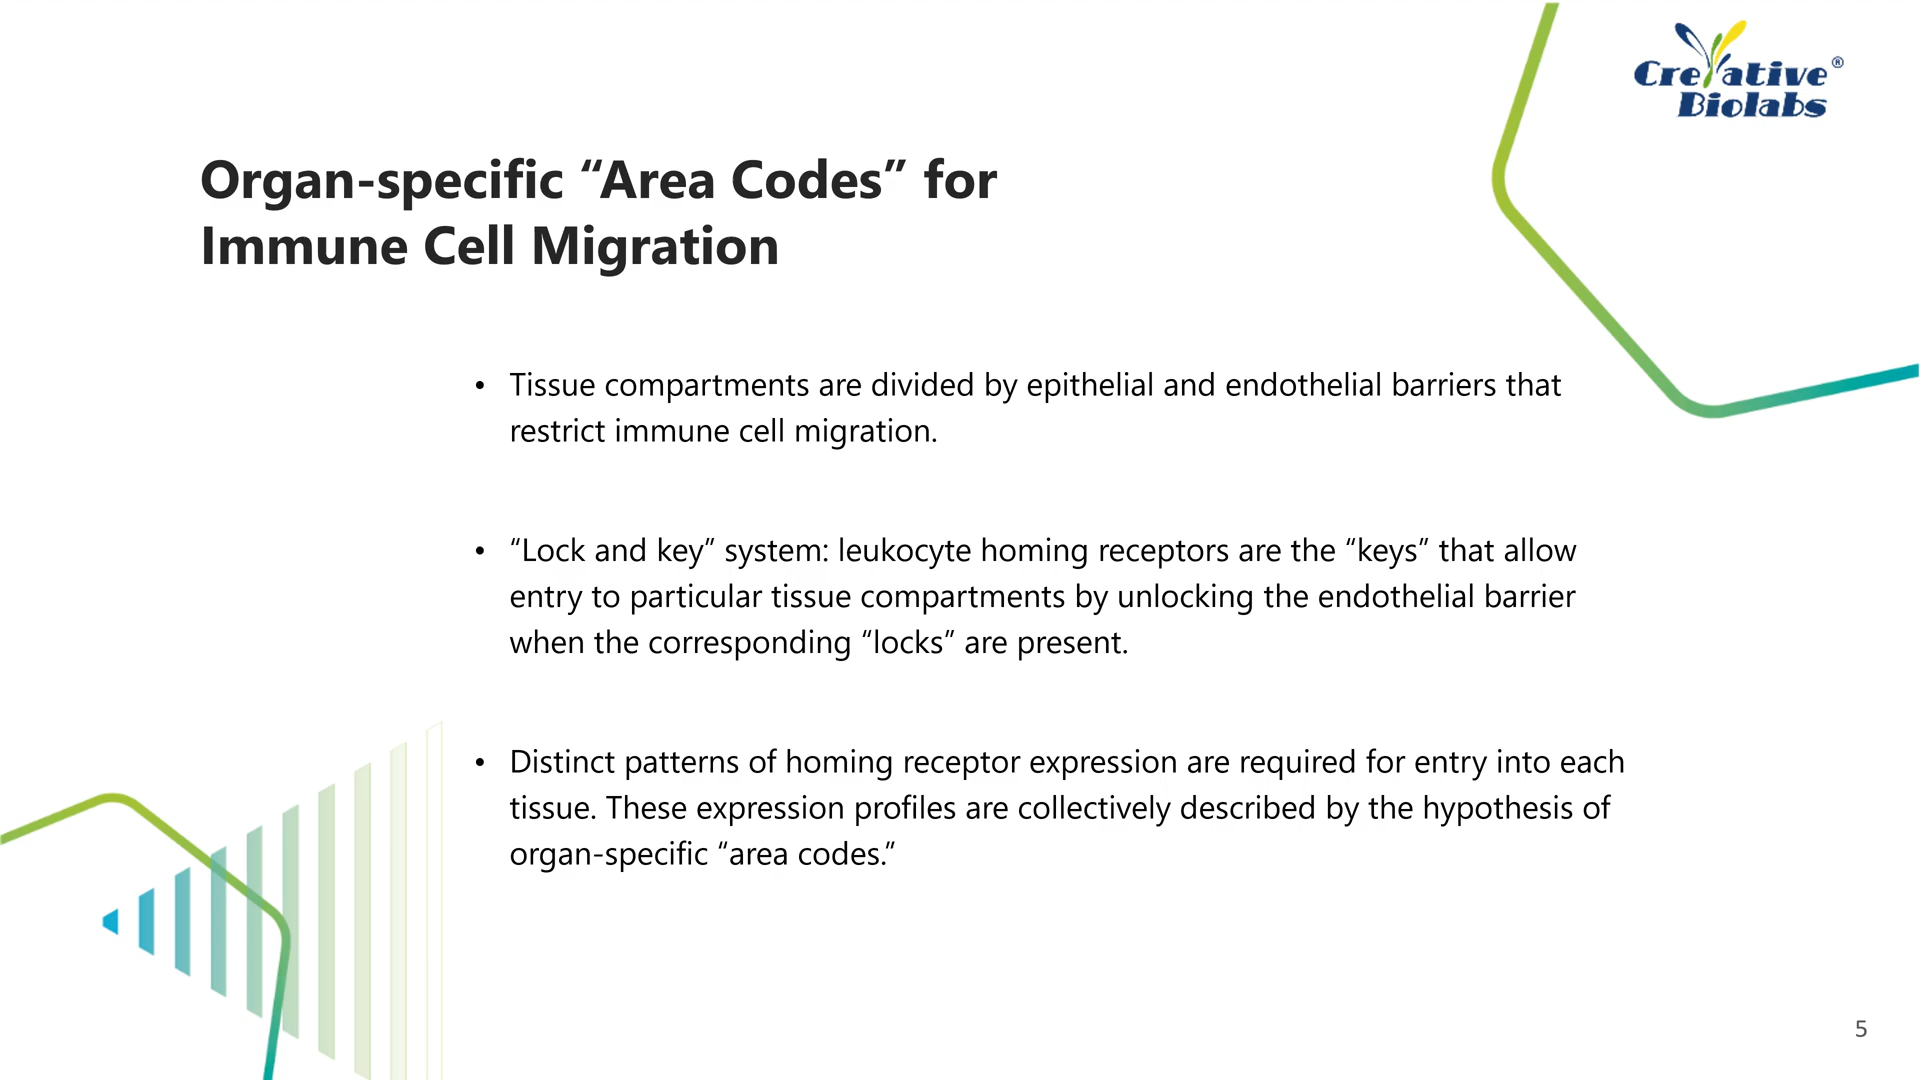 Creative®
Biolabs
Organ-specific “Area Codes” for
Immune Cell Migration
• Tissue compartments are divided by epithelial and endothelial barriers that
restrict immune cell migration.
• “Lock and key” system: leukocyte homing receptors are the “keys” that allow
entry to particular tissue compartments by unlocking the endothelial barrier
when the corresponding “locks” are present.
• Distinct patterns of homing receptor expression are required for entry into each
tissue. These expression profiles are collectively described by the hypothesis of
organ-specific “area codes.”
5